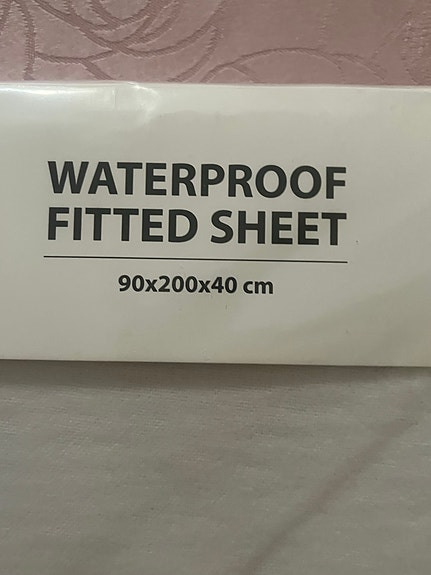 WATERPROOF
FITTED SHEET
90x200x40 cm